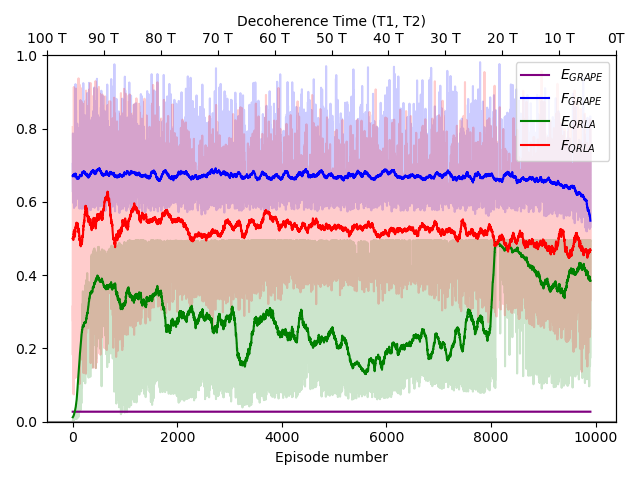 Decoherence Time (T1, T2)
100 T 90 T 80 T 70 T 60 T 50 T 40 T 30 T 20 T 10 T 0T
1.0
0.8
0.6
0.4
0.2
0.0
E_GRAPE
F_GRAPE
E_QRLA
F_QRLA
0 2000 4000 6000 8000 10000
Episode number